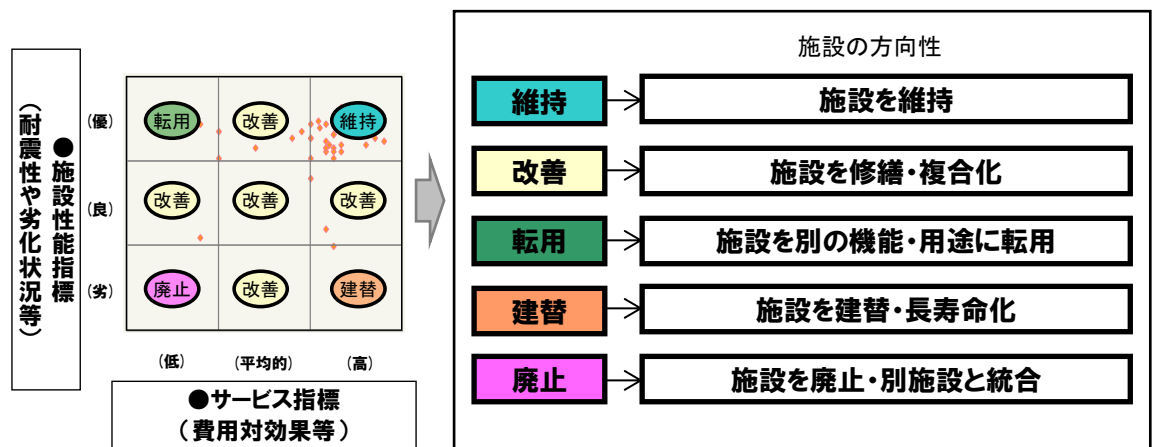 ●施設性能指標
（耐震性や劣化状況等）
（優）
（良）
（劣）
転用
改善
維持
改善
改善
改善
廃止
改善
建替
（低）
（平均的）
（高）
●サービス指標
（費用対効果等）
施設の方向性
維持
施設を維持
改善
施設を修繕・複合化
転用
施設を別の機能・用途に転用
建替
施設を建替・長寿命化
廃止
施設を廃止・別施設と統合